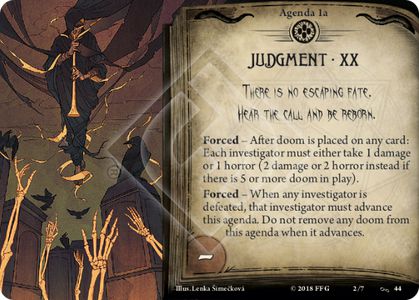 Agenda 1a
JUDGMENT · XX
THERE IS NO ESCAPING FATE.
HEAR THE CALL AND BE REBORN.
Forced – After doom is placed on any card:
Each investigator must either take 1 damage
or 1 horror (2 damage or 2 horror instead if
there is 5 or more doom in play).
Forced – When any investigator is
defeated, that investigator must advance
this agenda. Do not remove any doom from
this agenda when it advances.
–
Illus. Lenka Šimečková
© 2018 FFG
2/7
44